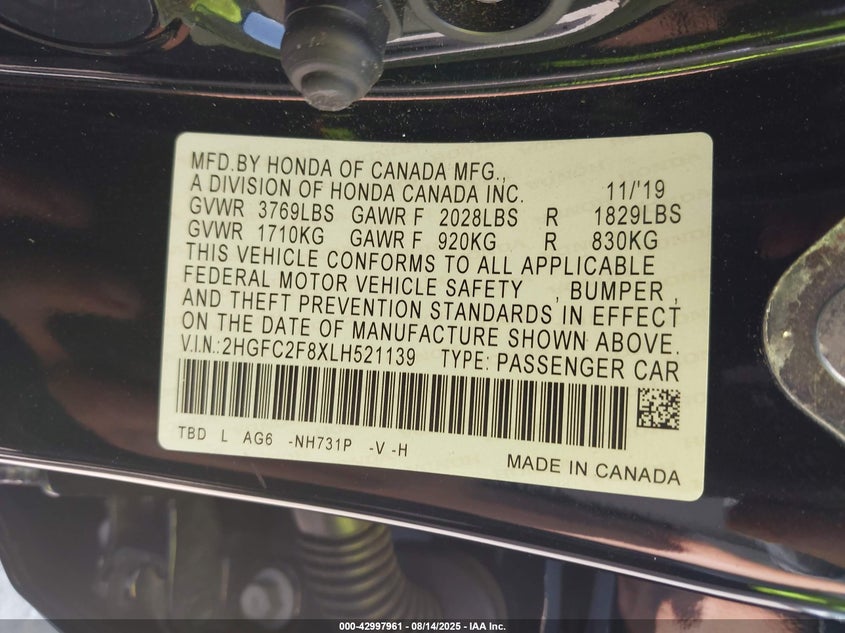 MFD.BY HONDA OF CANADA MFG.,
A DIVISION OF HONDA CANADA INC. 11/'19
GVWR 3769LBS GAWR F 2028LBS R 1829LBS
GVWR 1710KG GAWR F 920KG R 830KG
THIS VEHICLE CONFORMS TO ALL APPLICABLE
FEDERAL MOTOR VEHICLE SAFETY , BUMPER ,
AND THEFT PREVENTION STANDARDS IN EFFECT
ON THE DATE OF MANUFACTURE SHOWN ABOVE.
V.I.N.:2HGFC2F8XLH521139 TYPE: PASSENGER CAR
TBD L AG6 -NH731P -V -H
MADE IN CANADA
000-42997961 - 08/14/2025 - IAA Inc.